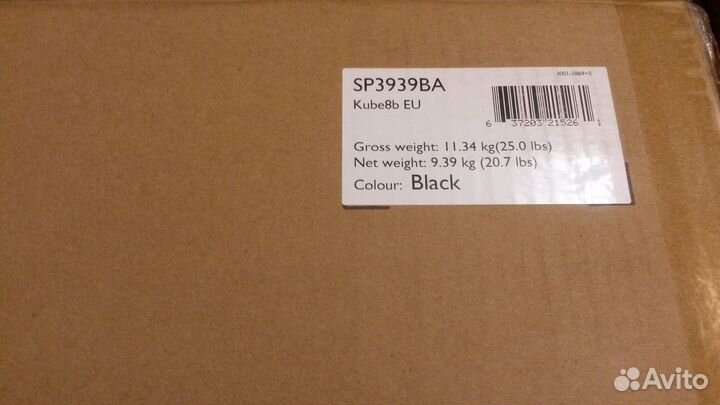 3001-5869+0
SP3939BA
Kube8b EU
6 37203 21526 1
Gross weight: 11.34 kg(25.0 lbs)
Net weight: 9.39 kg (20.7 lbs)
Colour: Black
Avito